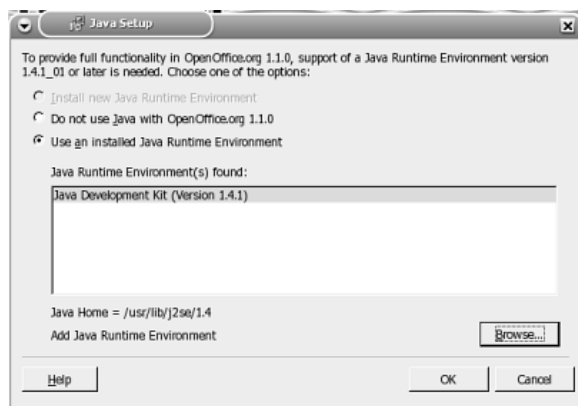 Java Setup
To provide full functionality in OpenOffice.org 1.1.0, support of a Java Runtime Environment version
1.4.1_01 or later is needed. Choose one of the options:
Install new Java Runtime Environment
Do not use Java with OpenOffice.org 1.1.0
Use an installed Java Runtime Environment
Java Runtime Environment(s) found:
Java Development Kit (Version 1.4.1)
Java Home = /usr/lib/j2se/1.4
Add Java Runtime Environment
Browse...
Help
OK
Cancel